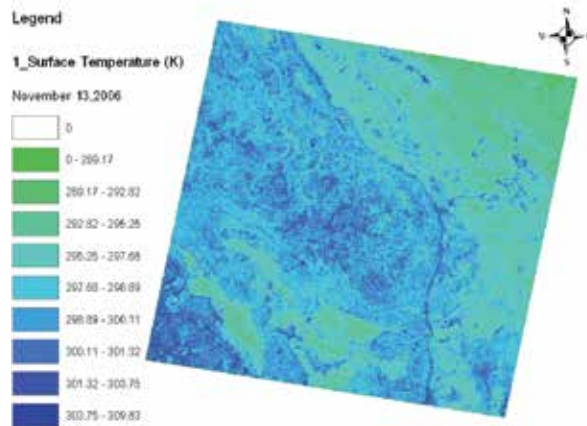 Legend
N
1_Surface Temperature (K)
S
November 13,2006
0
0 - 289.17
289.17 - 292.82
292.82 - 295.25
295.25 - 297.68
297.68 - 298.89
298.89 - 300.11
300.11 - 301.32
301.32 - 303.75
303.75 - 309.83